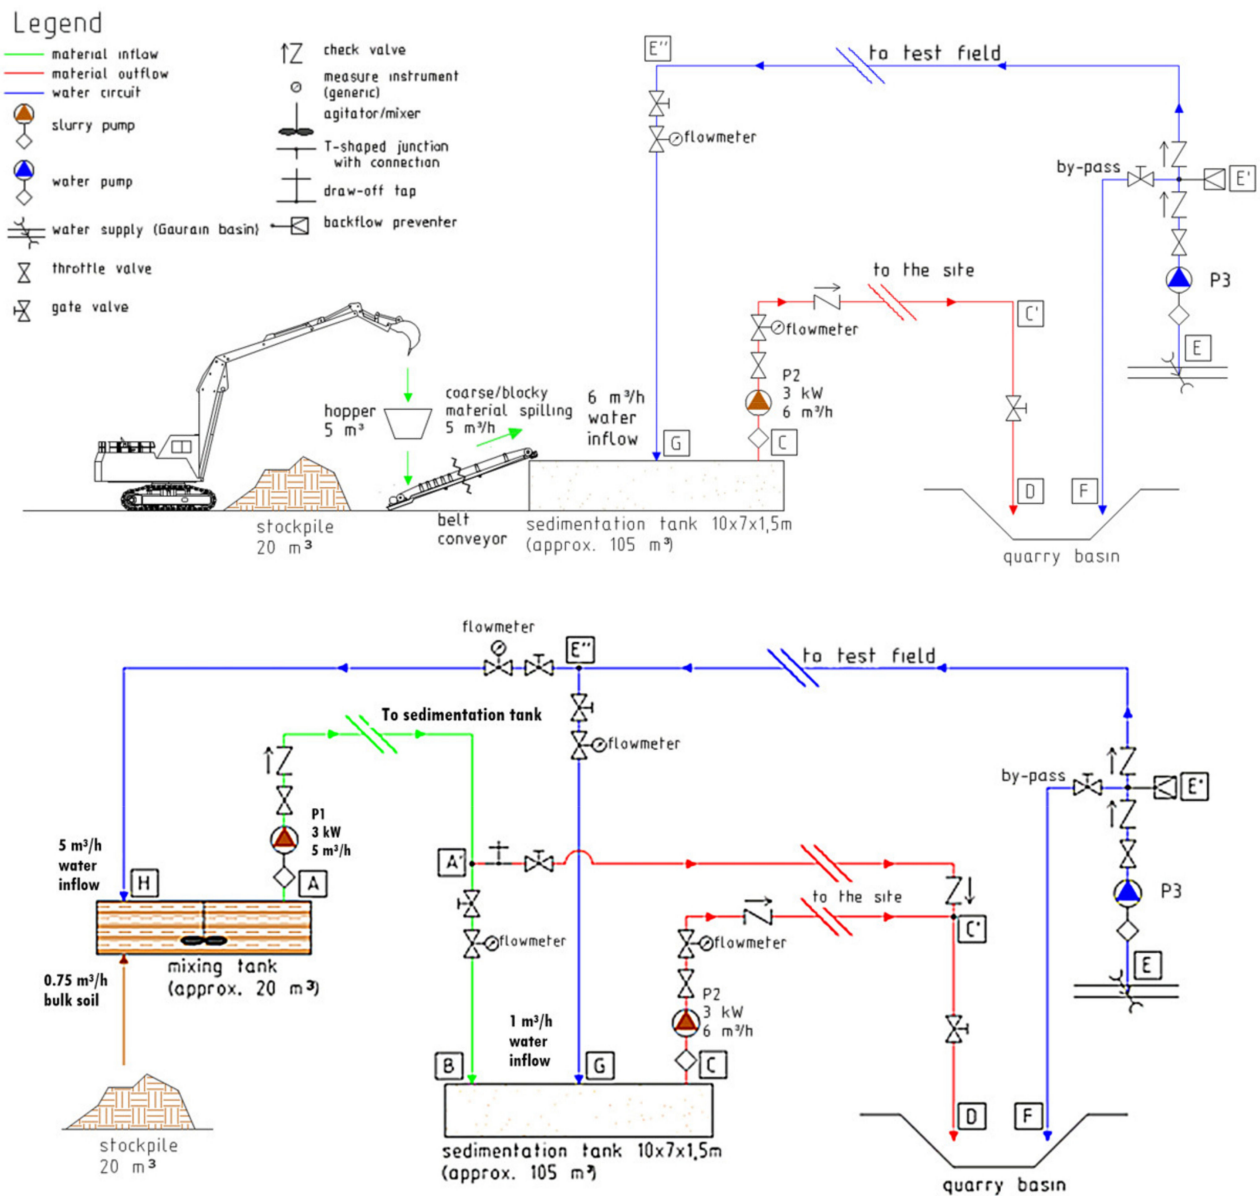 Legend
material inflow
material outflow
water circuit
slurry pump
water pump
water supply (Gaurain basin)
throttle valve
gate valve
check valve
measure instrument
(generic)
agitator/mixer
T-shaped junction
with connection
draw-off tap
backflow preventer
E''
to test field
flowmeter
by-pass
E'
P3
E
to the site
C'
flowmeter
P2
3 kW
6 m³/h
C
hopper
5 m³
coarse/blocky
material spilling
5 m³/h
6 m³/h
water
inflow
G
D
F
stockpile
20 m³
belt
conveyor
sedimentation tank 10x7x1,5m
(approx. 105 m³)
quarry basin
flowmeter
E''
to test field
To sedimentation tank
flowmeter
by-pass
E'
P1
3 kW
5 m³/h
5 m³/h
water
inflow
H
A
A'
P3
to the site
C'
flowmeter
flowmeter
mixing tank
(approx. 20 m³)
0.75 m³/h
bulk soil
E
P2
3 kW
6 m³/h
1 m³/h
water
inflow
B
G
C
D
F
stockpile
20 m³
sedimentation tank 10x7x1,5m
(approx. 105 m³)
quarry basin